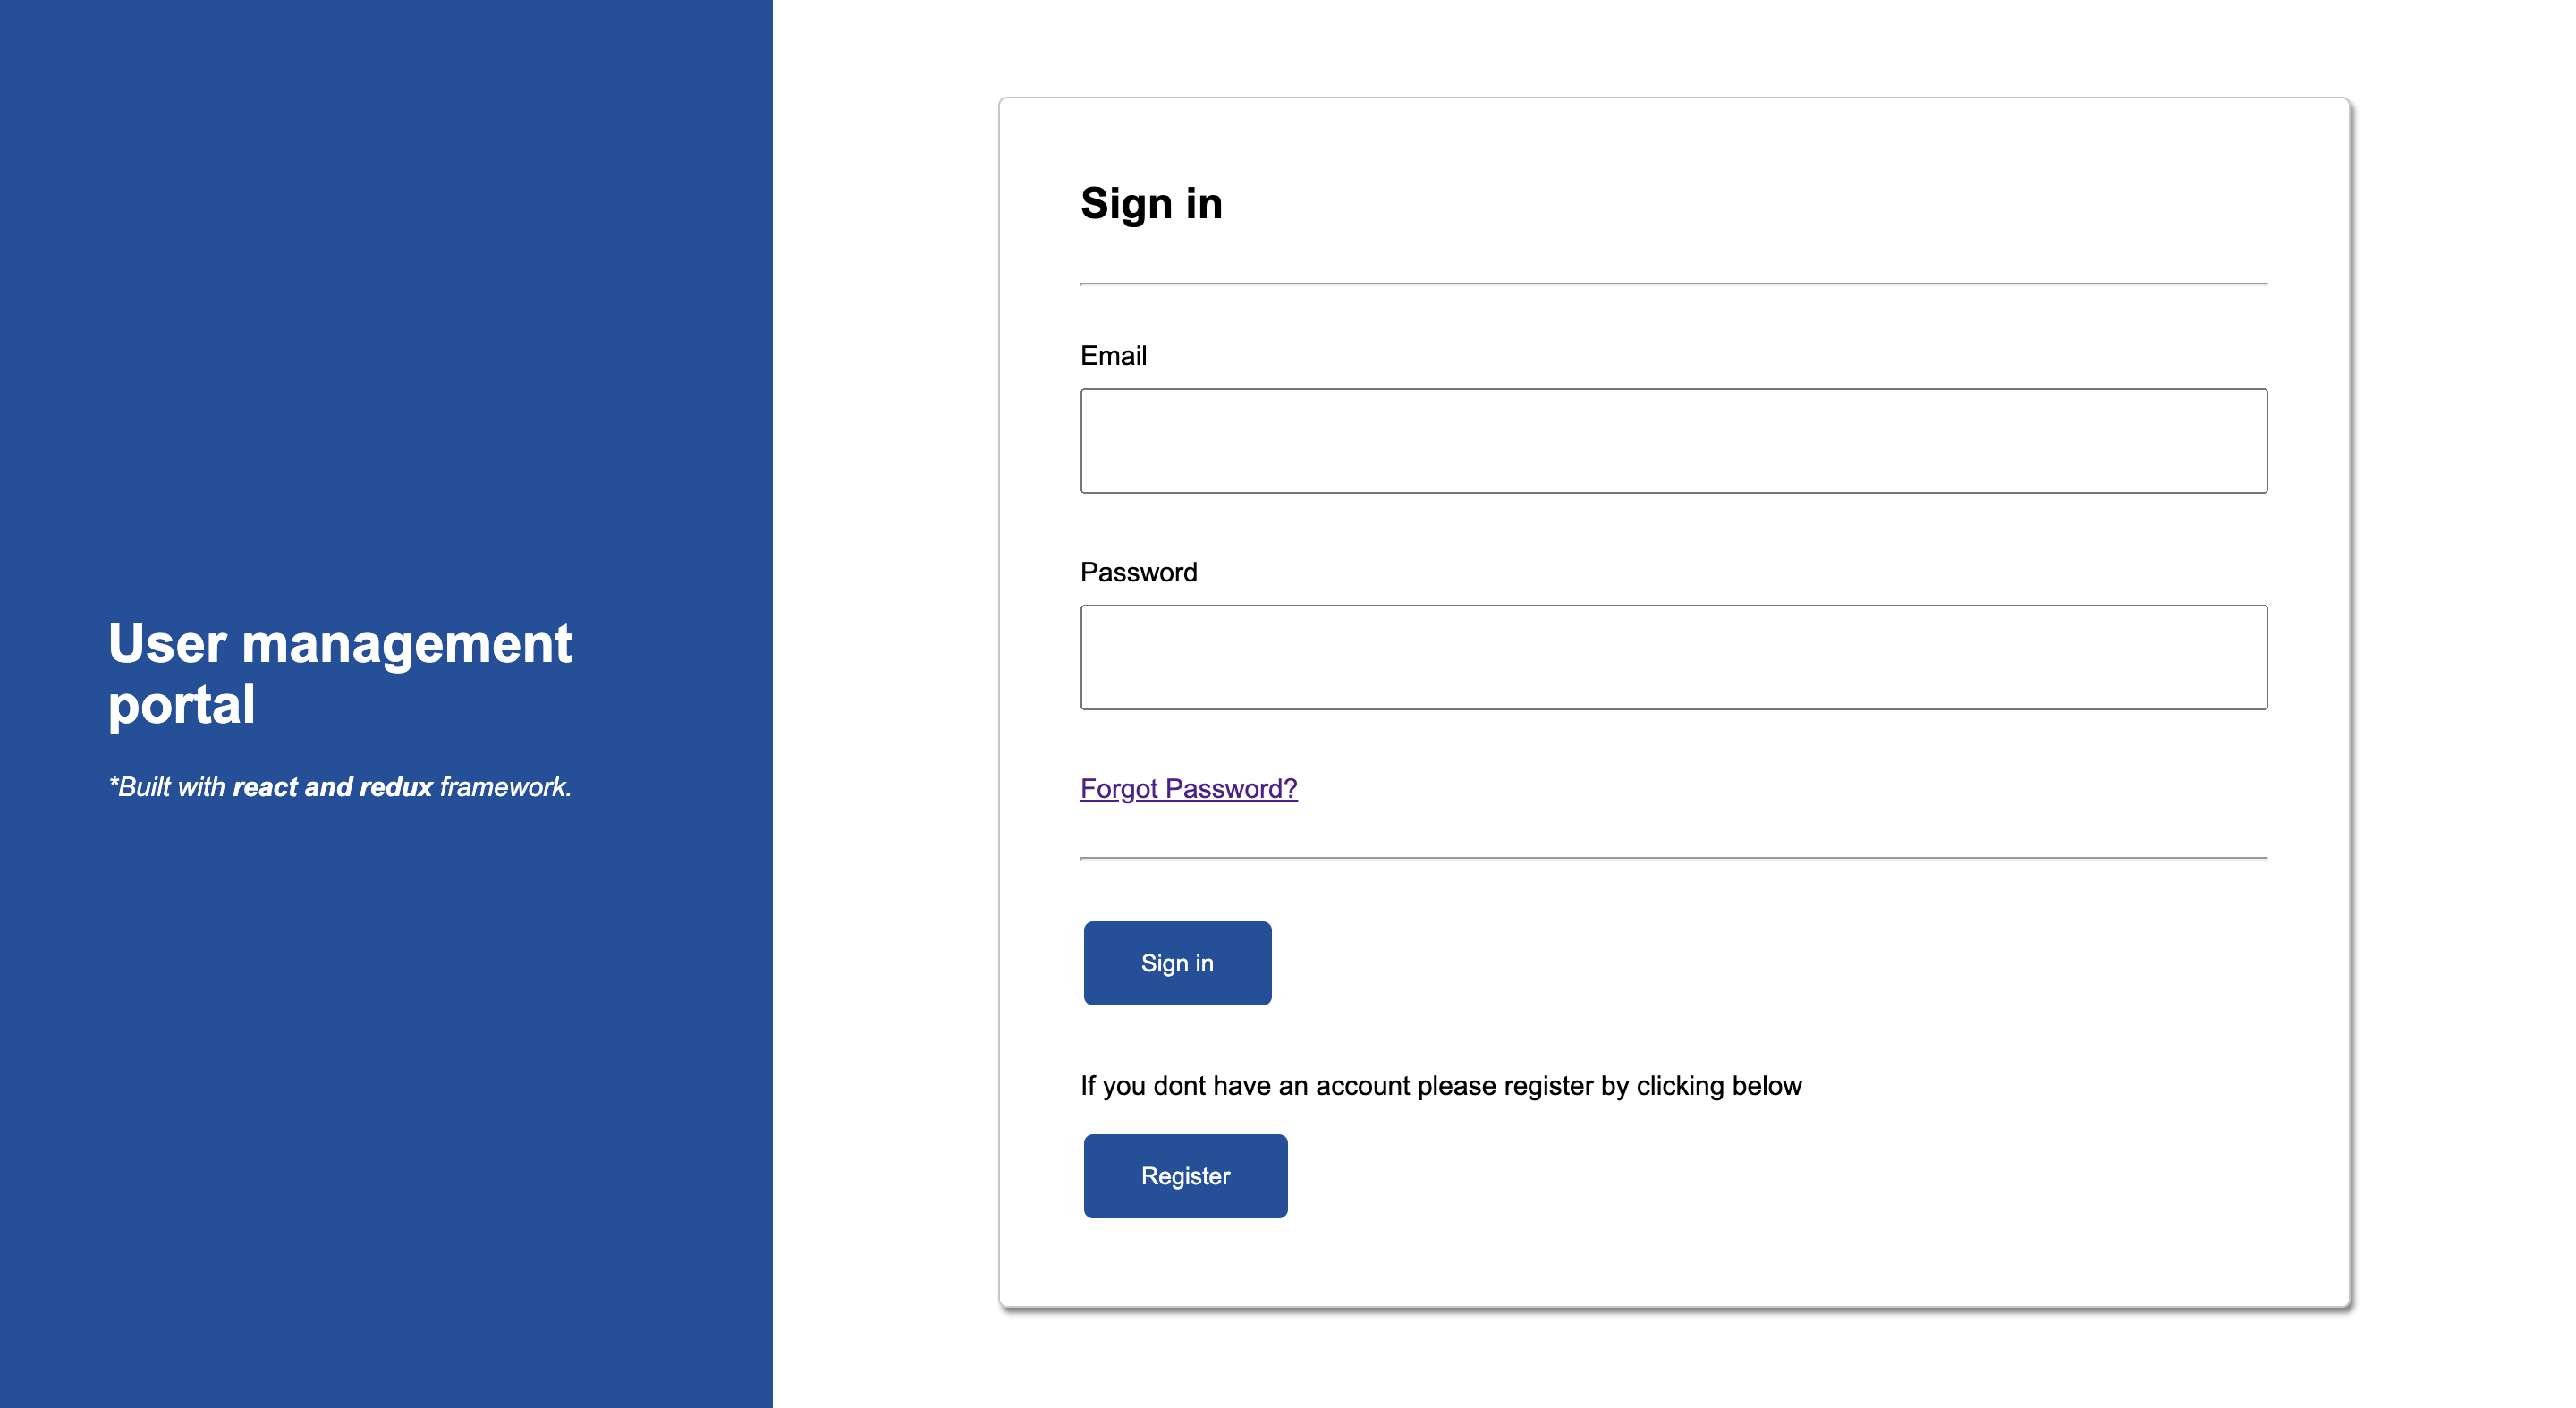 User management
portal
*Built with react and redux framework.
Sign in
Email
Password
Forgot Password?
Sign in
If you dont have an account please register by clicking below
Register